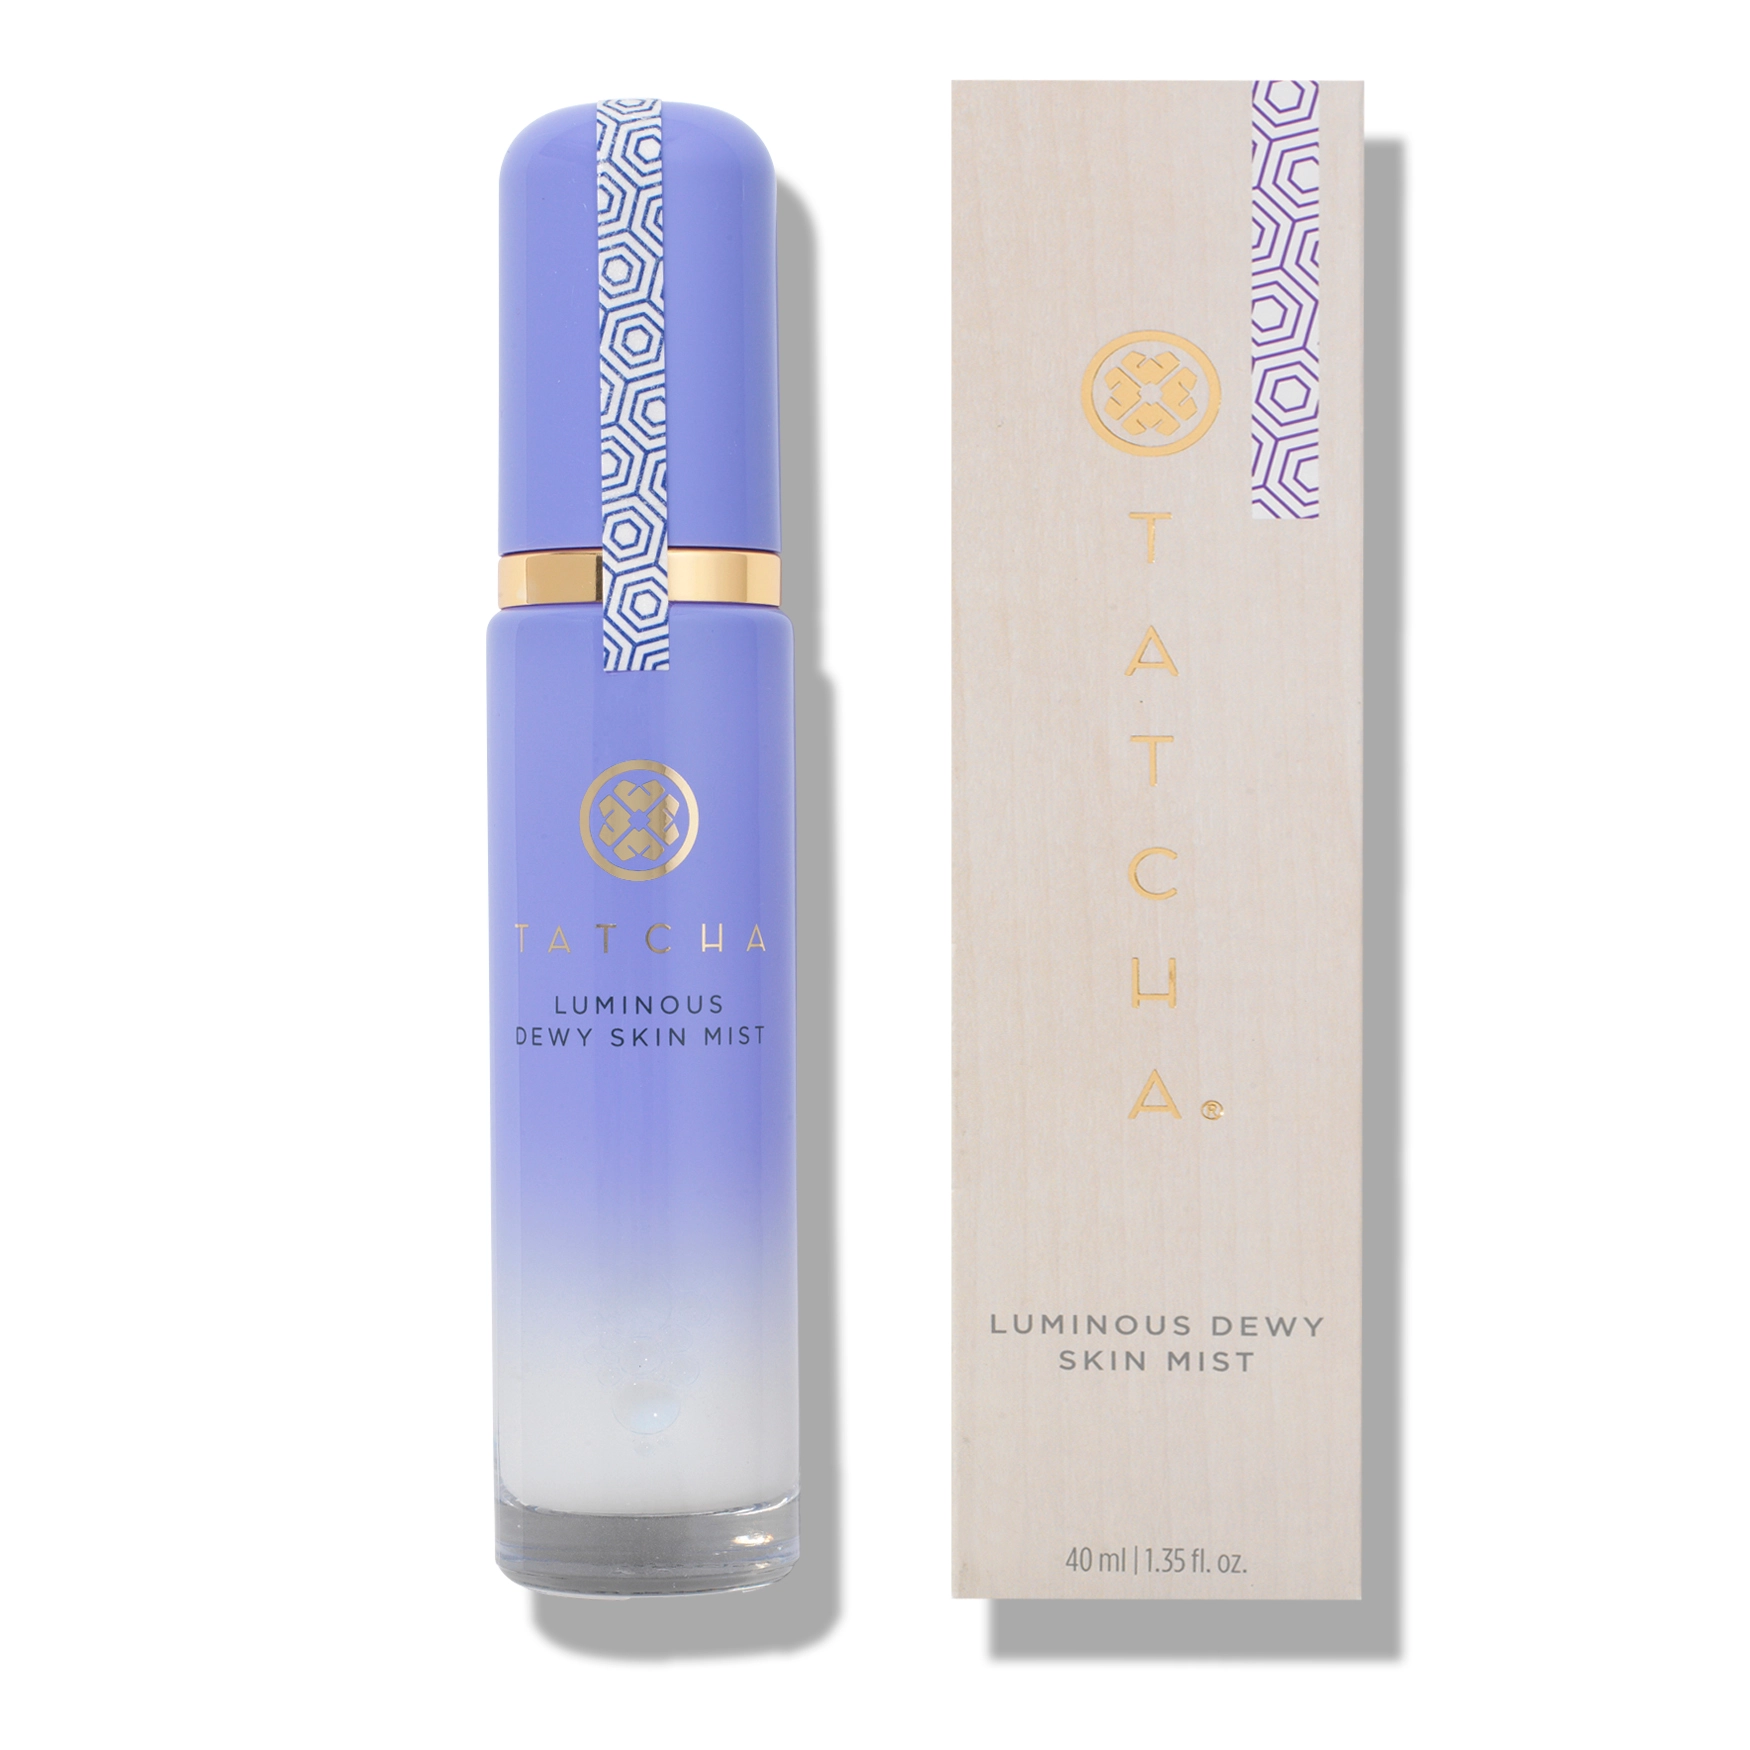 TATCHA
LUMINOUS
DEWY SKIN MIST
TATCHA®
LUMINOUS DEWY
SKIN MIST
40 ml | 1.35 fl. oz.